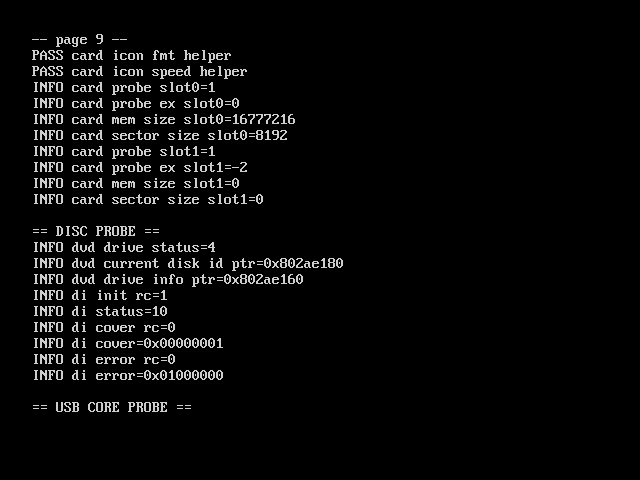 -- page 9 --
PASS card icon fmt helper
PASS card icon speed helper
INFO card probe slot0=1
INFO card probe ex slot0=0
INFO card mem size slot0=16777216
INFO card sector size slot0=8192
INFO card probe slot1=1
INFO card probe ex slot1=-2
INFO card mem size slot1=0
INFO card sector size slot1=0
== DISC PROBE ==
INFO dvd drive status=4
INFO dvd current disk id ptr=0x802ae180
INFO dvd drive info ptr=0x802ae160
INFO di init rc=1
INFO di status=10
INFO di cover rc=0
INFO di cover=0x00000001
INFO di error rc=0
INFO di error=0x01000000
== USB CORE PROBE ==